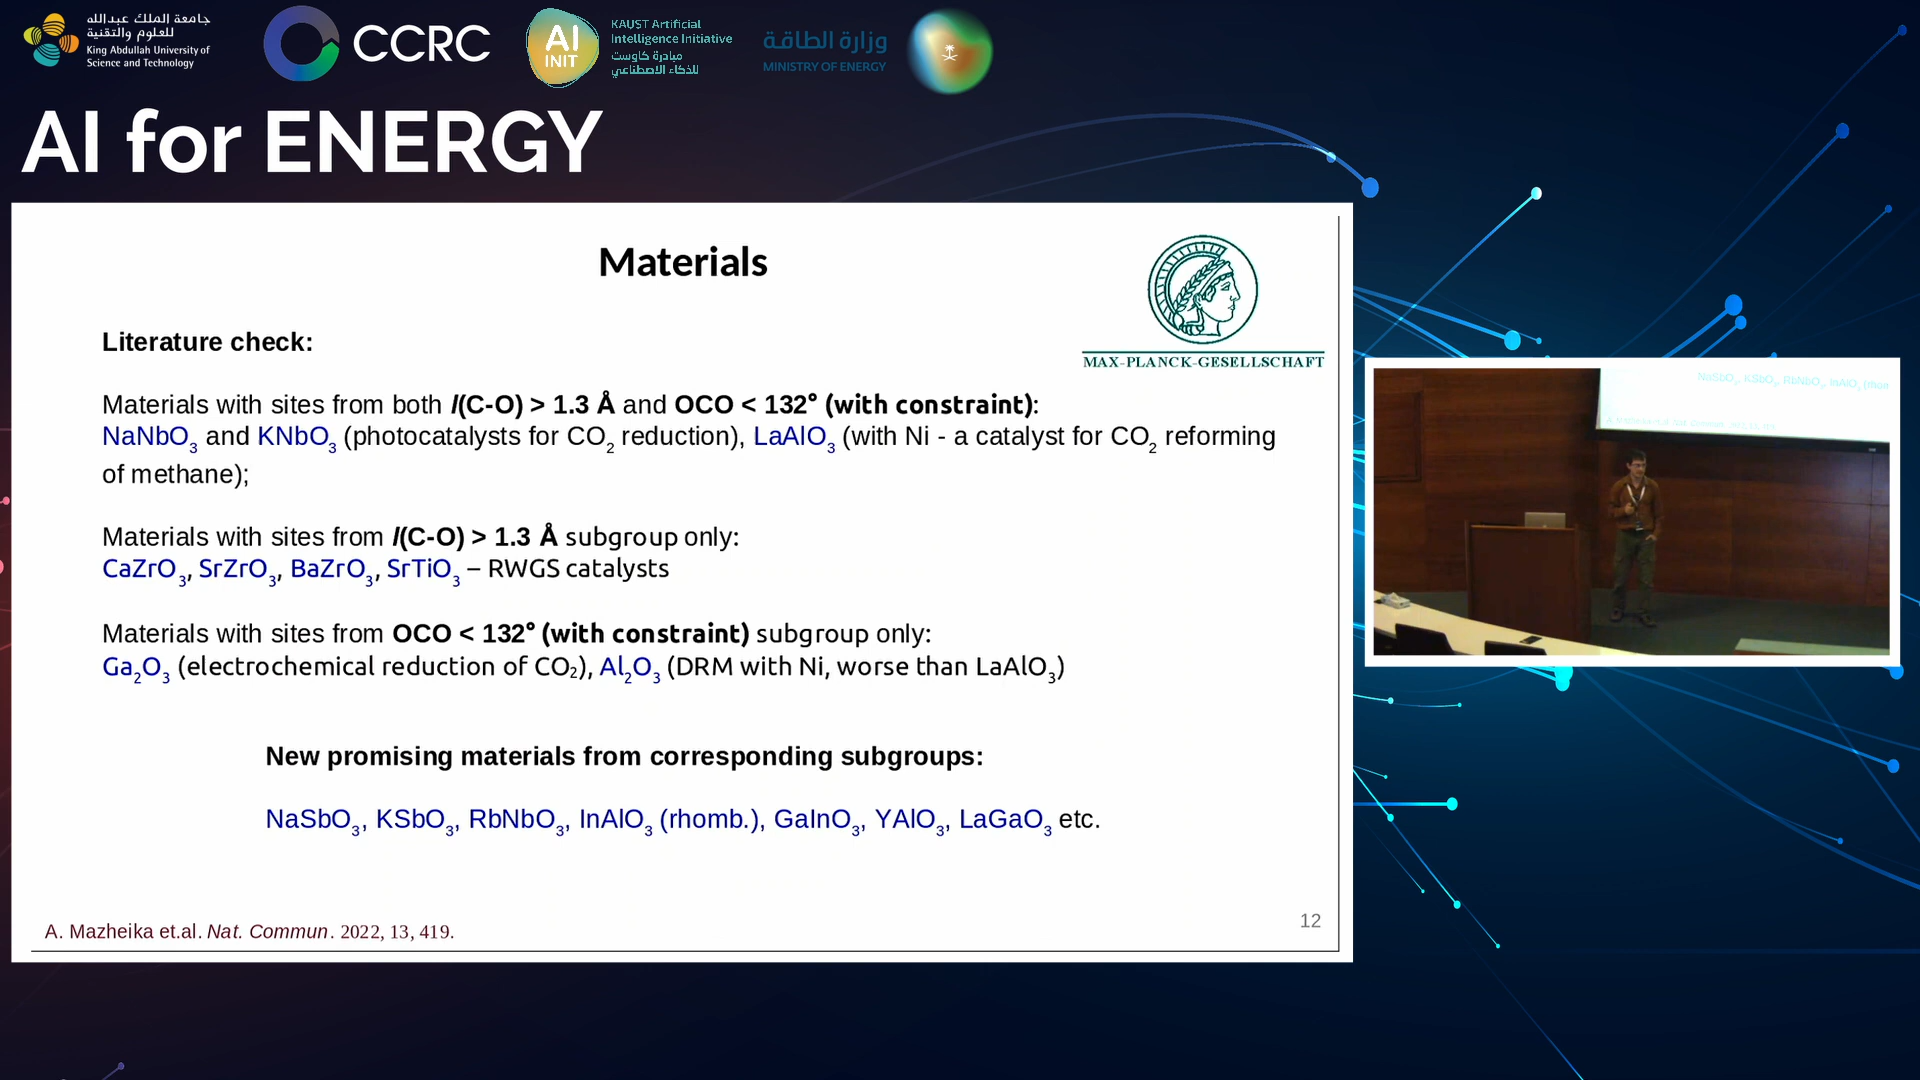 جامعة الملك عبدالله
للعلوم والتقنية
King Abdullah University of
Science and Technology
CCRC
AI
INIT
KAUST Artificial
Intelligence Initiative
مبادرة كاوست
للذكاء الاصطناعي
وزارة الطاقة
MINISTRY OF ENERGY
AI for ENERGY
Materials
MAX-PLANCK-GESELLSCHAFT
Literature check:
Materials with sites from both l(C-O) > 1.3 Å and OCO < 132° (with constraint):
NaNbO₃ and KNbO₃ (photocatalysts for CO₂ reduction), LaAlO₃ (with Ni - a catalyst for CO₂ reforming
of methane);
Materials with sites from l(C-O) > 1.3 Å subgroup only:
CaZrO₃, SrZrO₃, BaZrO₃, SrTiO₃ – RWGS catalysts
Materials with sites from OCO < 132° (with constraint) subgroup only:
Ga₂O₃ (electrochemical reduction of CO₂), Al₂O₃ (DRM with Ni, worse than LaAlO₃)
New promising materials from corresponding subgroups:
NaSbO₃, KSbO₃, RbNbO₃, InAlO₃ (rhomb.), GaInO₃, YAlO₃, LaGaO₃ etc.
A. Mazheika et.al. Nat. Commun. 2022, 13, 419.
12
NaSbO₃, KSbO₃, RbNbO₃, InAlO₃ (rhom